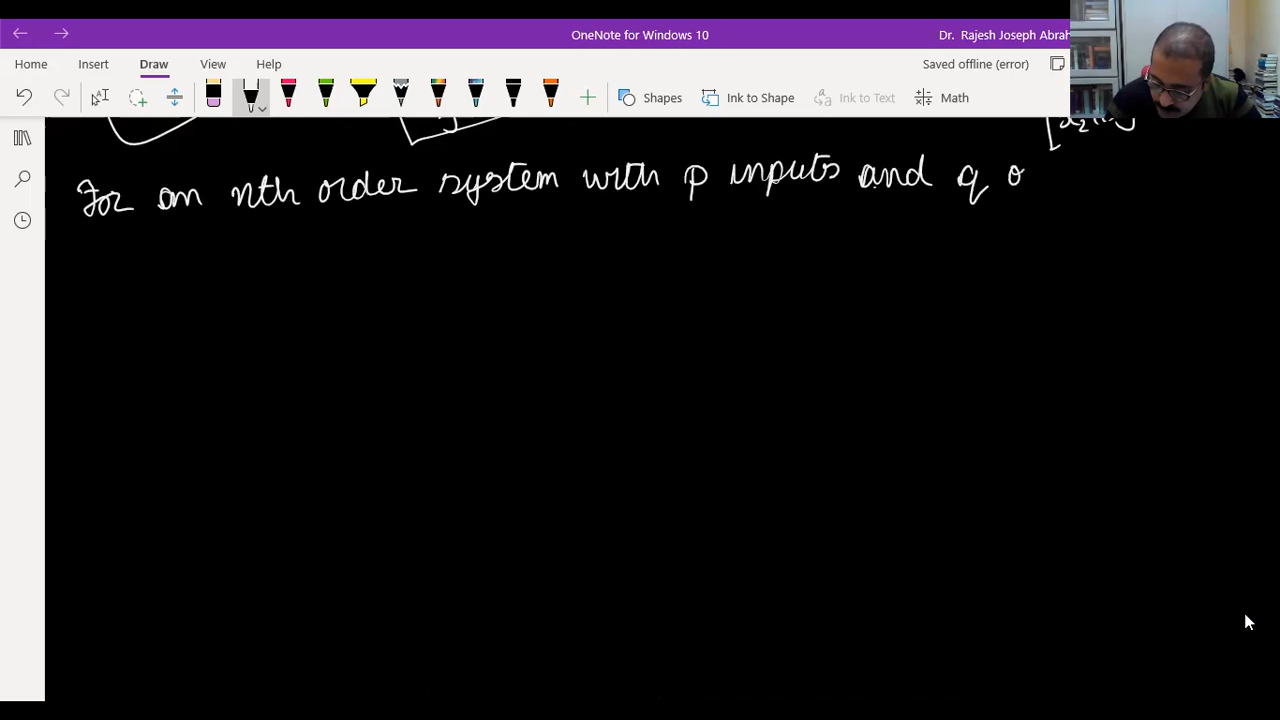 OneNote for Windows 10
Dr. Rajesh Joseph Abrah
Home Insert Draw View Help
Saved offline (error)
Shapes Ink to Shape Ink to Text Math
For an nth order system with p inputs and q o